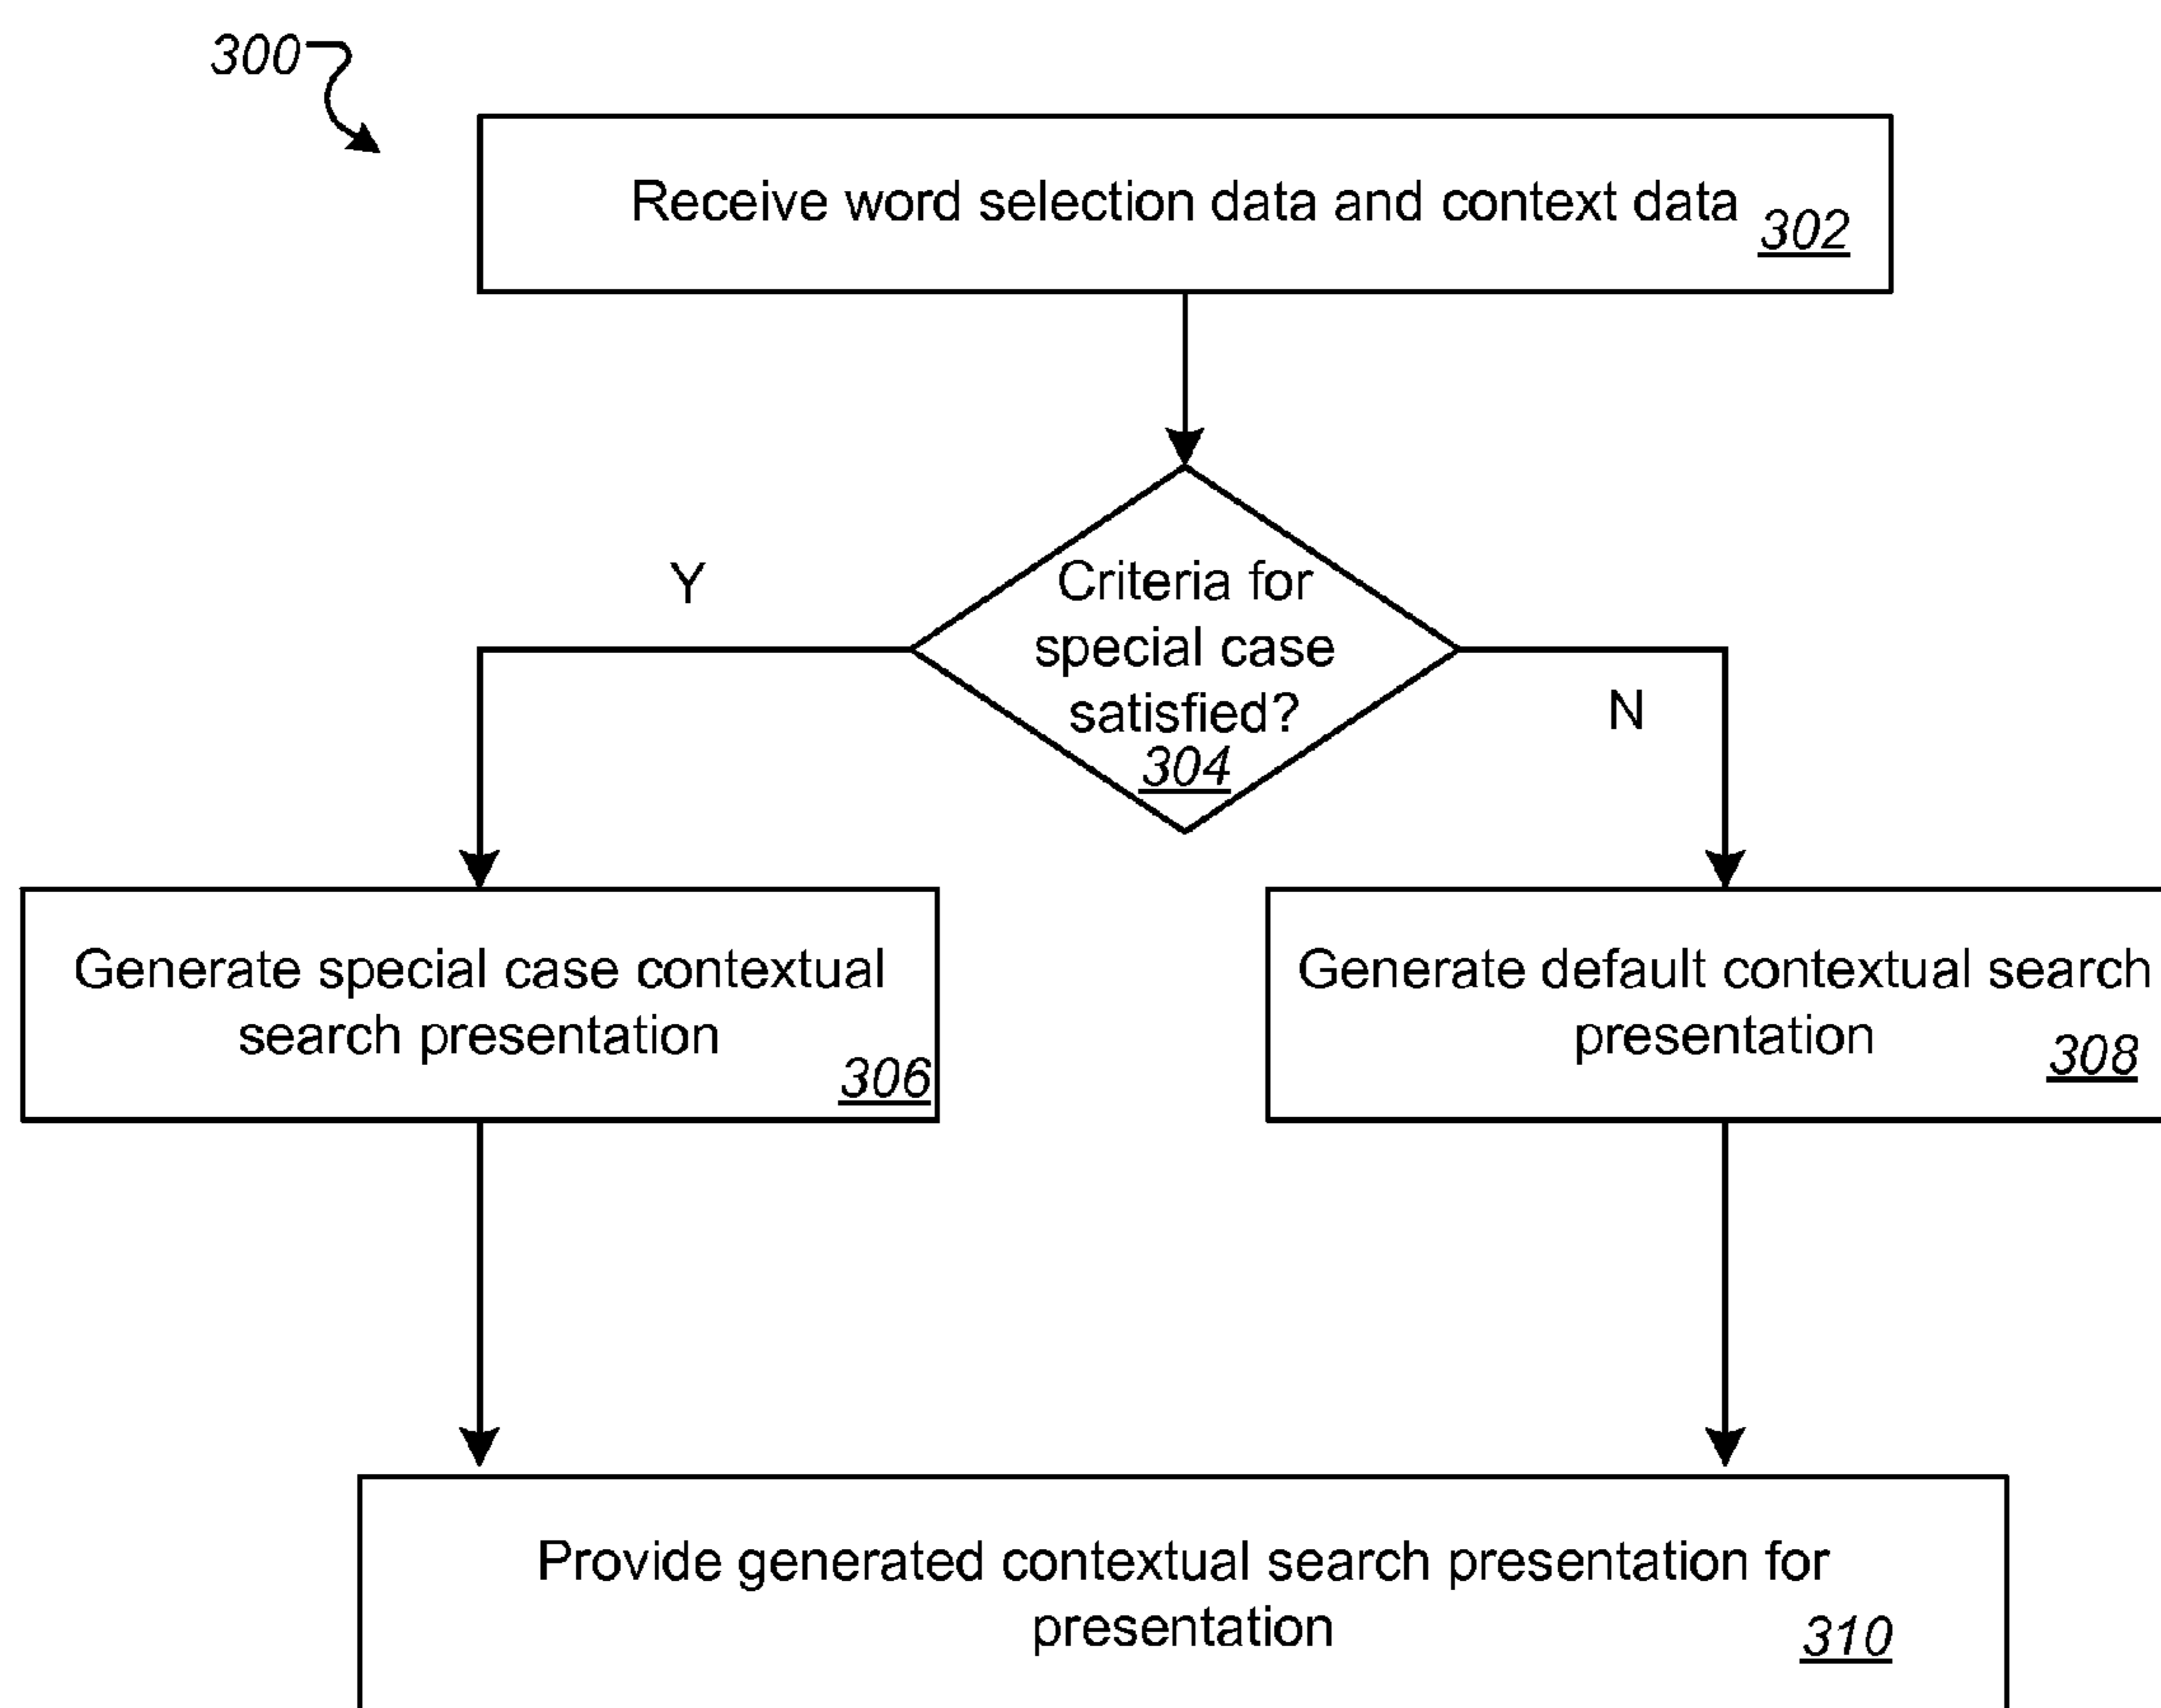 300
Receive word selection data and context data
302
Criteria for
special case
satisfied?
304
Y
N
Generate special case contextual
search presentation
306
Generate default contextual search
presentation
308
Provide generated contextual search presentation for
presentation
310